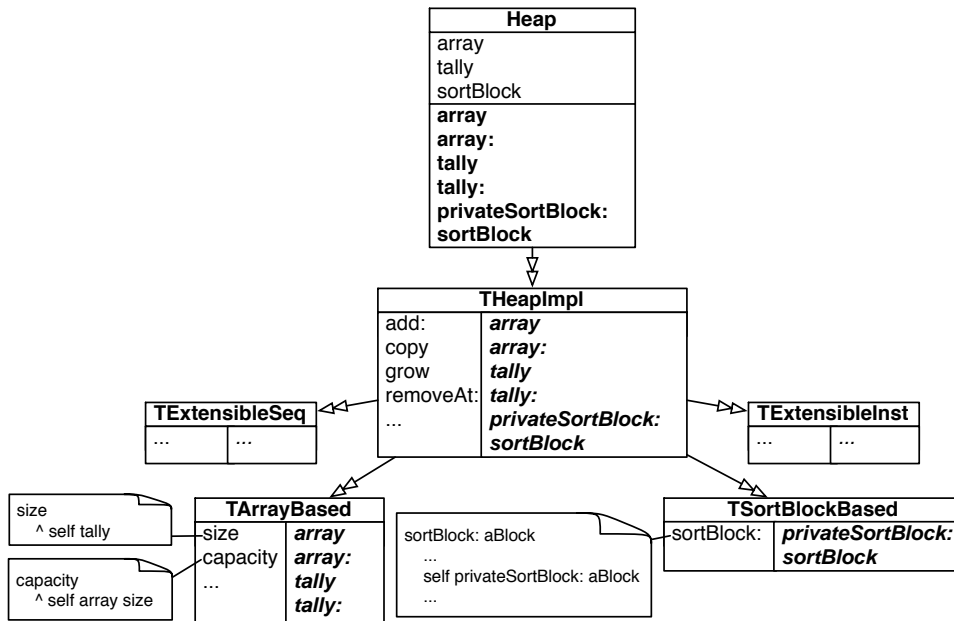 Heap
array
tally
sortBlock
array
array:
tally
tally:
privateSortBlock:
sortBlock
THeapImpl
add: array
copy array:
grow tally
removeAt: tally:
... privateSortBlock:
sortBlock
TExtensibleSeq
... ...
TExtensibleInst
... ...
size
^ self tally
capacity
^ self array size
TArrayBased
size array
capacity array:
... tally
tally:
sortBlock: aBlock
...
self privateSortBlock: aBlock
...
TSortBlockBased
sortBlock: privateSortBlock:
sortBlock